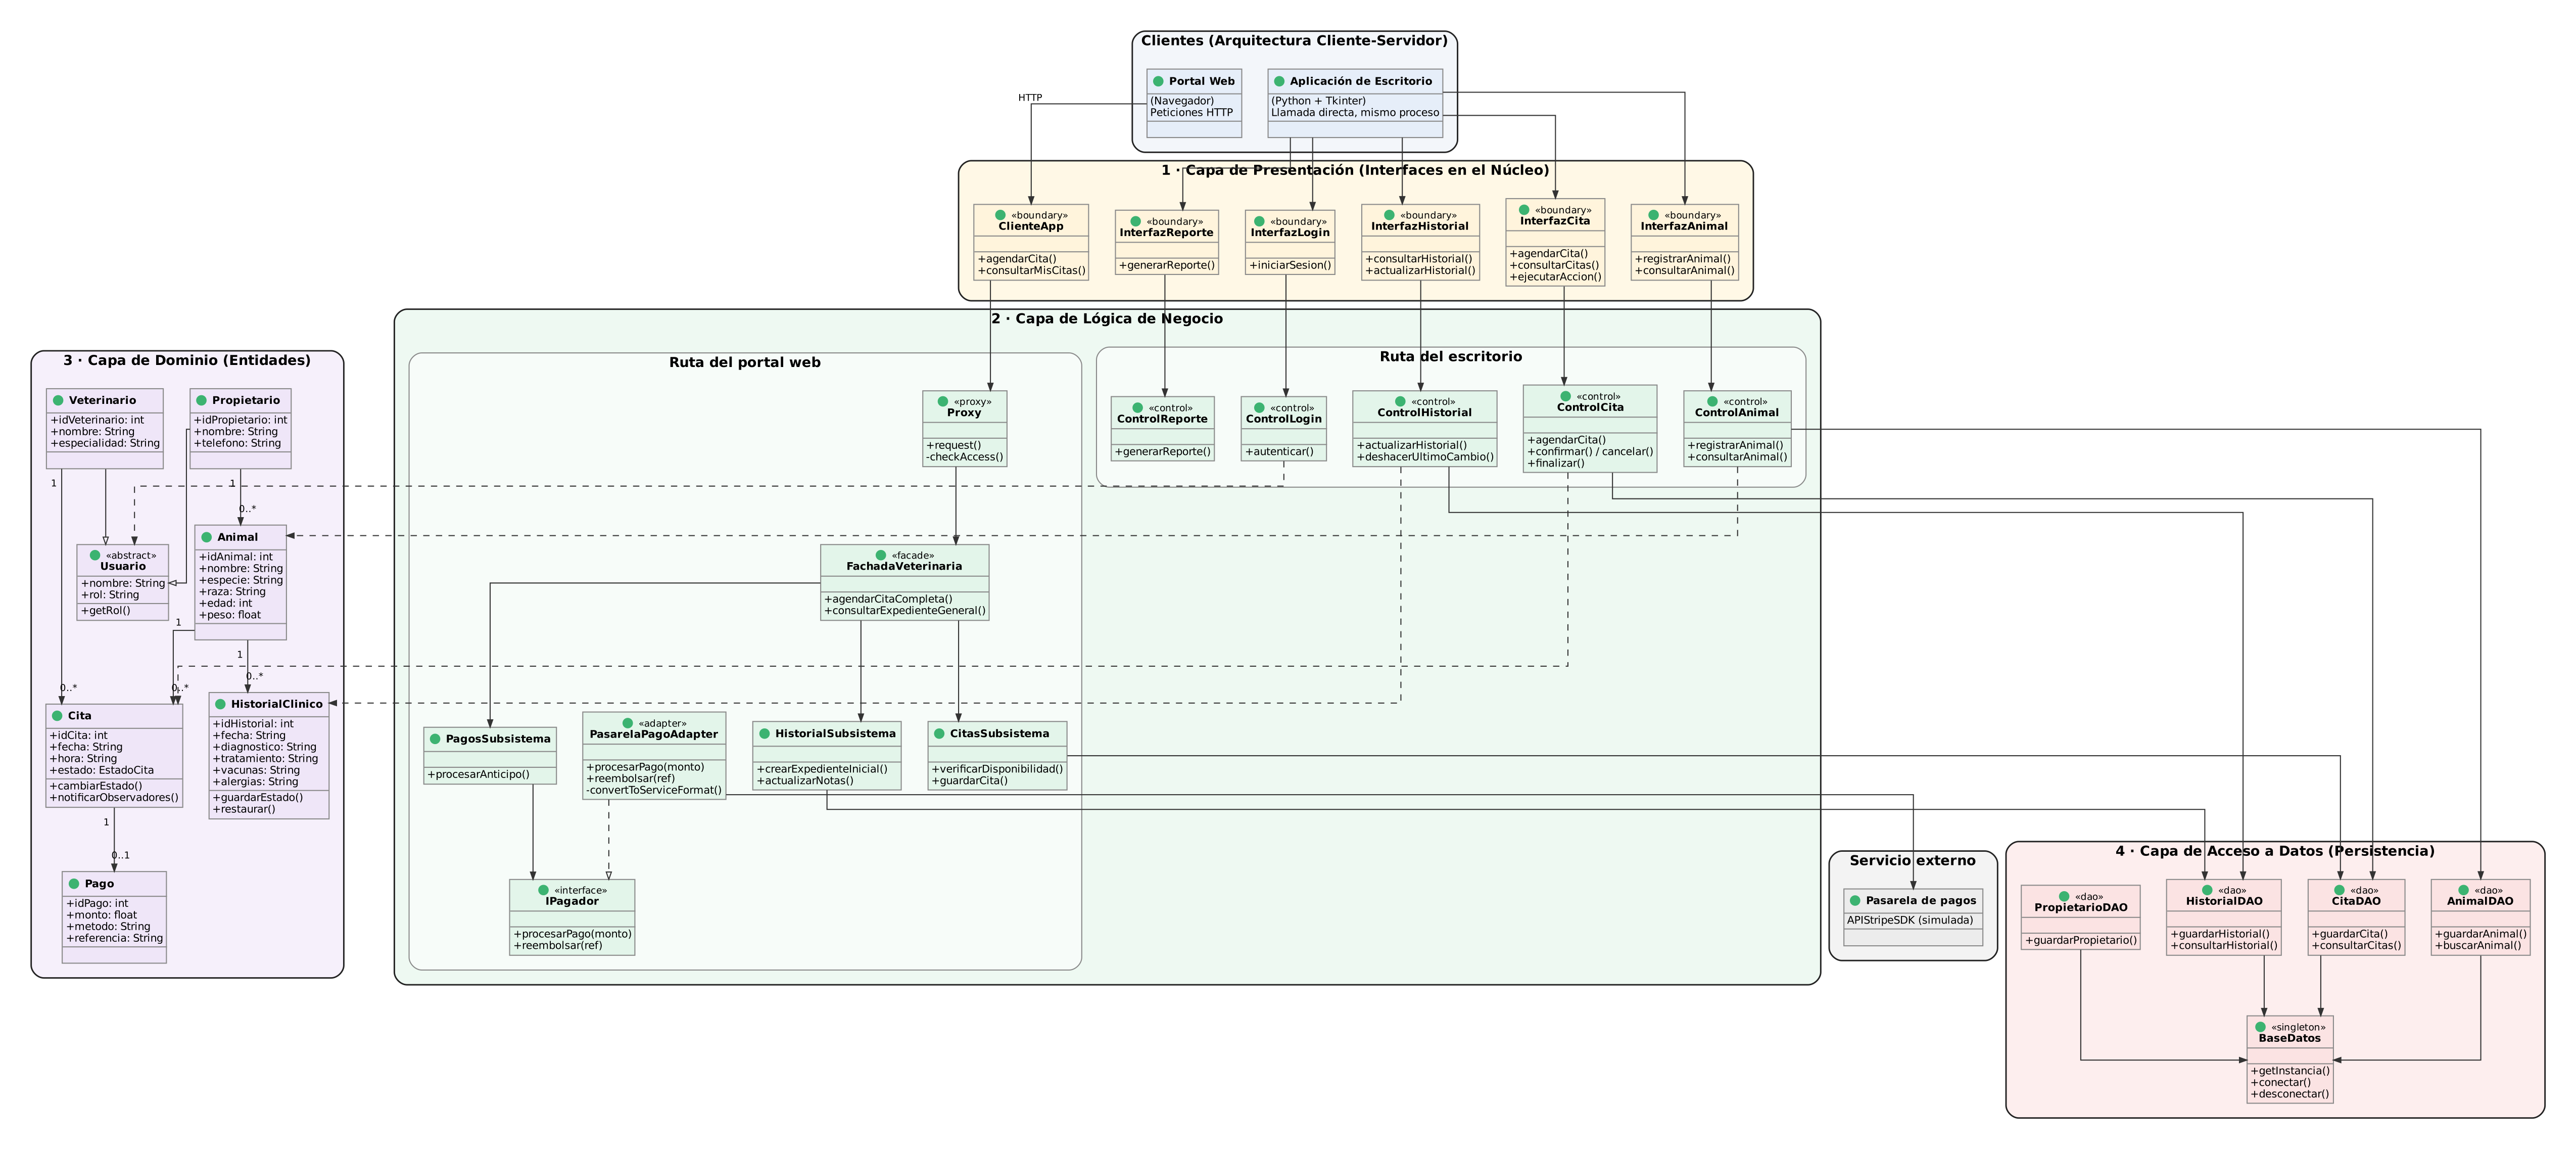 Clientes (Arquitectura Cliente-Servidor)
Portal Web
(Navegador)
Peticiones HTTP
Aplicación de Escritorio
(Python + Tkinter)
Llamada directa, mismo proceso
HTTP
1 · Capa de Presentación (Interfaces en el Núcleo)
«boundary»
ClienteApp
+agendarCita()
+consultarMisCitas()
«boundary»
InterfazReporte
+generarReporte()
«boundary»
InterfazLogin
+iniciarSesion()
«boundary»
InterfazHistorial
+consultarHistorial()
+actualizarHistorial()
«boundary»
InterfazCita
+agendarCita()
+consultarCitas()
+ejecutarAccion()
«boundary»
InterfazAnimal
+registrarAnimal()
+consultarAnimal()
2 · Capa de Lógica de Negocio
Ruta del portal web
«proxy»
Proxy
+request()
-checkAccess()
«facade»
FachadaVeterinaria
+agendarCitaCompleta()
+consultarExpedienteGeneral()
PagosSubsistema
+procesarAnticipo()
«adapter»
PasarelaPagoAdapter
+procesarPago(monto)
+reembolsar(ref)
-convertToServiceFormat()
HistorialSubsistema
+crearExpedienteInicial()
+actualizarNotas()
CitasSubsistema
+verificarDisponibilidad()
+guardarCita()
«interface»
IPagador
+procesarPago(monto)
+reembolsar(ref)
Ruta del escritorio
«control»
ControlReporte
+generarReporte()
«control»
ControlLogin
+autenticar()
«control»
ControlHistorial
+actualizarHistorial()
+deshacerUltimoCambio()
«control»
ControlCita
+agendarCita()
+confirmar() / cancelar()
+finalizar()
«control»
ControlAnimal
+registrarAnimal()
+consultarAnimal()
3 · Capa de Dominio (Entidades)
Veterinario
+idVeterinario: int
+nombre: String
+especialidad: String
Propietario
+idPropietario: int
+nombre: String
+telefono: String
1
1
0..*
«abstract»
Usuario
+nombre: String
+rol: String
+getRol()
Animal
+idAnimal: int
+nombre: String
+especie: String
+raza: String
+edad: int
+peso: float
1
1
0..*
0..*
0..*
Cita
+idCita: int
+fecha: String
+hora: String
+estado: EstadoCita
+cambiarEstado()
+notificarObservadores()
HistorialClinico
+idHistorial: int
+fecha: String
+diagnostico: String
+tratamiento: String
+vacunas: String
+alergias: String
+guardarEstado()
+restaurar()
1
0..1
Pago
+idPago: int
+monto: float
+metodo: String
+referencia: String
Servicio externo
Pasarela de pagos
APIStripeSDK (simulada)
4 · Capa de Acceso a Datos (Persistencia)
«dao»
PropietarioDAO
+guardarPropietario()
«dao»
HistorialDAO
+guardarHistorial()
+consultarHistorial()
«dao»
CitaDAO
+guardarCita()
+consultarCitas()
«dao»
AnimalDAO
+guardarAnimal()
+buscarAnimal()
«singleton»
BaseDatos
+getInstancia()
+conectar()
+desconectar()